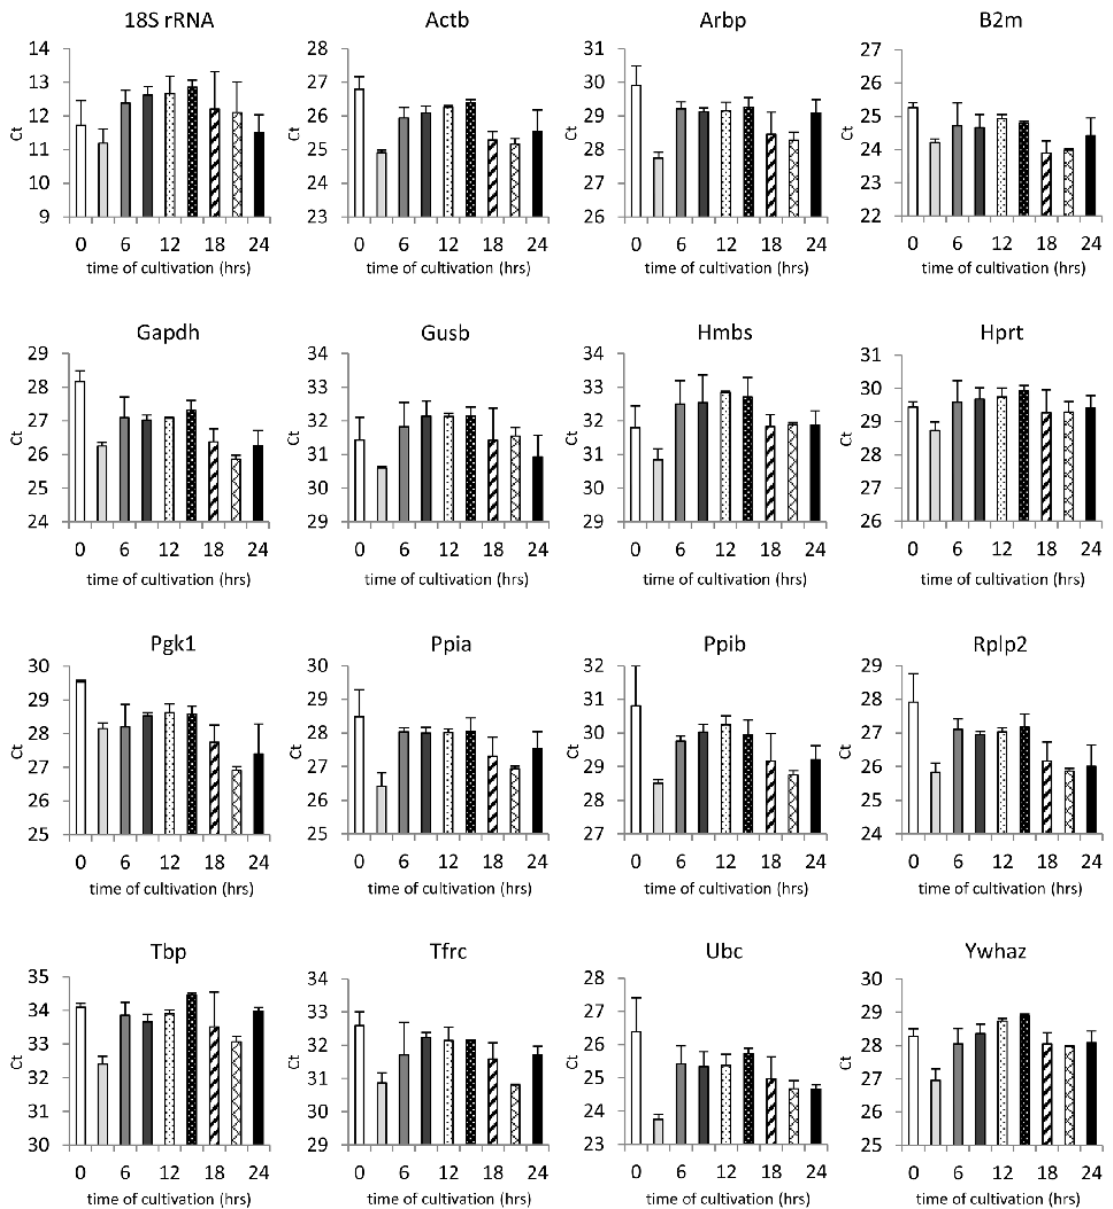 18S rRNA Actb Arbp B2m
14 28 31 27
13 27 30 26
12 26 29 25
11 25 28 24
10 24 27 23
9 23 26 22
Ct Ct Ct Ct
0 6 12 18 24 0 6 12 18 24 0 6 12 18 24 0 6 12 18 24
time of cultivation (hrs) time of cultivation (hrs) time of cultivation (hrs) time of cultivation (hrs)
Gapdh Gusb Hmbs Hprt
29 34 34 31
28 33 33 30
27 32 32 29
26 31 31 28
25 30 30 27
24 29 29 26
Ct Ct Ct Ct
0 6 12 18 24 0 6 12 18 24 0 6 12 18 24 0 6 12 18 24
time of cultivation (hrs) time of cultivation (hrs) time of cultivation (hrs) time of cultivation (hrs)
Pgk1 Ppia Ppib Rplp2
30 30 32 29
29 29 31 28
28 28 30 27
27 27 29 26
26 26 28 25
25 25 27 24
Ct Ct Ct Ct
0 6 12 18 24 0 6 12 18 24 0 6 12 18 24 0 6 12 18 24
time of cultivation (hrs) time of cultivation (hrs) time of cultivation (hrs) time of cultivation (hrs)
Tbp Tfrc Ubc Ywhaz
35 34 28 30
34 33 27 29
33 32 26 28
32 31 25 27
31 30 24 26
30 29 23 25
Ct Ct Ct Ct
0 6 12 18 24 0 6 12 18 24 0 6 12 18 24 0 6 12 18 24
time of cultivation (hrs) time of cultivation (hrs) time of cultivation (hrs) time of cultivation (hrs)